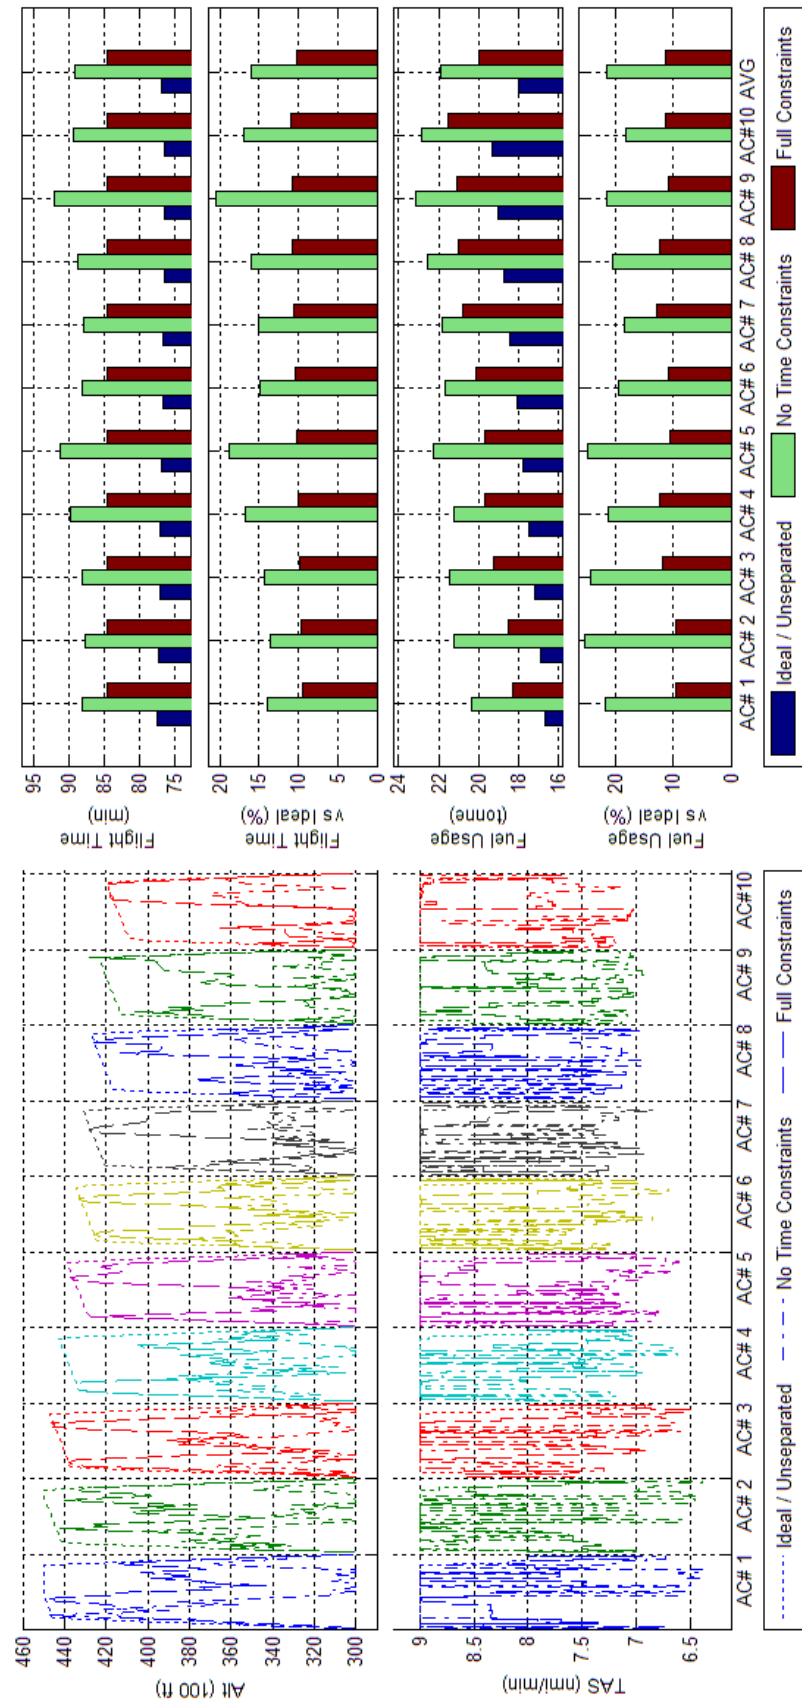 Alt (100 ft)
460
440
420
400
380
360
340
320
300
TAS (nmi/min)
9
8.5
8
7.5
7
6.5
AC#1 AC# 2 AC# 3 AC# 4 AC# 5 AC# 6 AC# 7 AC# 8 AC# 9 AC#10
Ideal / Unseparated No Time Constraints Full Constraints
Flight Time
(min)
95
90
85
80
75
Flight Time
vs Ideal (%)
20
15
10
5
0
Fuel Usage
(tonne)
24
22
20
18
16
Fuel Usage
vs Ideal (%)
20
10
0
AC# 1 AC# 2 AC# 3 AC# 4 AC# 5 AC# 6 AC# 7 AC# 8 AC# 9 AC#10 AVG
Ideal / Unseparated No Time Constraints Full Constraints